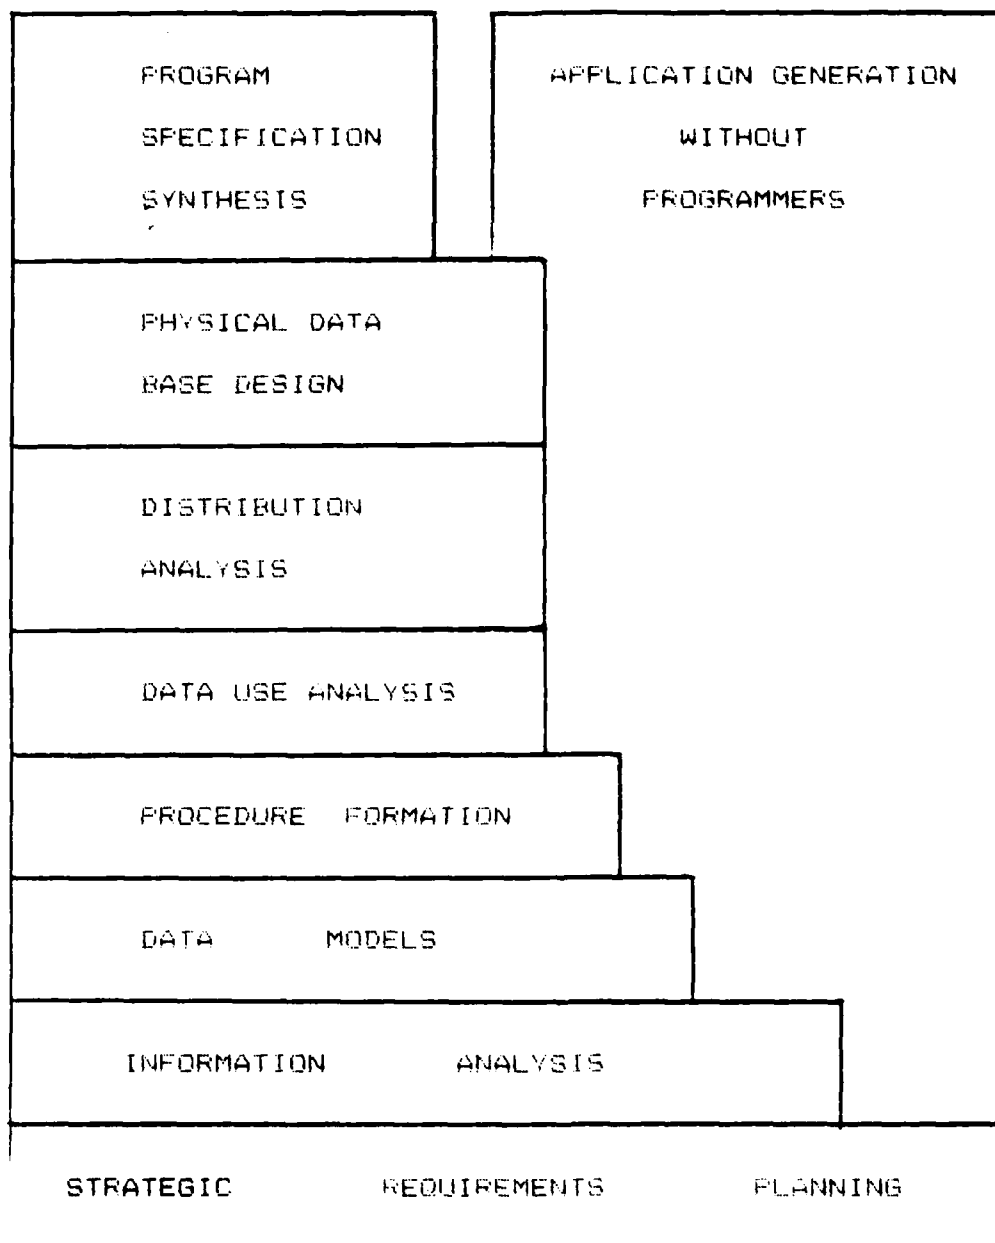 PROGRAM
SPECIFICATION
SYNTHESIS
APPLICATION GENERATION
WITHOUT
PROGRAMMERS
PHYSICAL DATA
BASE DESIGN
DISTRIBUTION
ANALYSIS
DATA USE ANALYSIS
PROCEDURE FORMATION
DATA MODELS
INFORMATION ANALYSIS
STRATEGIC REQUIREMENTS PLANNING